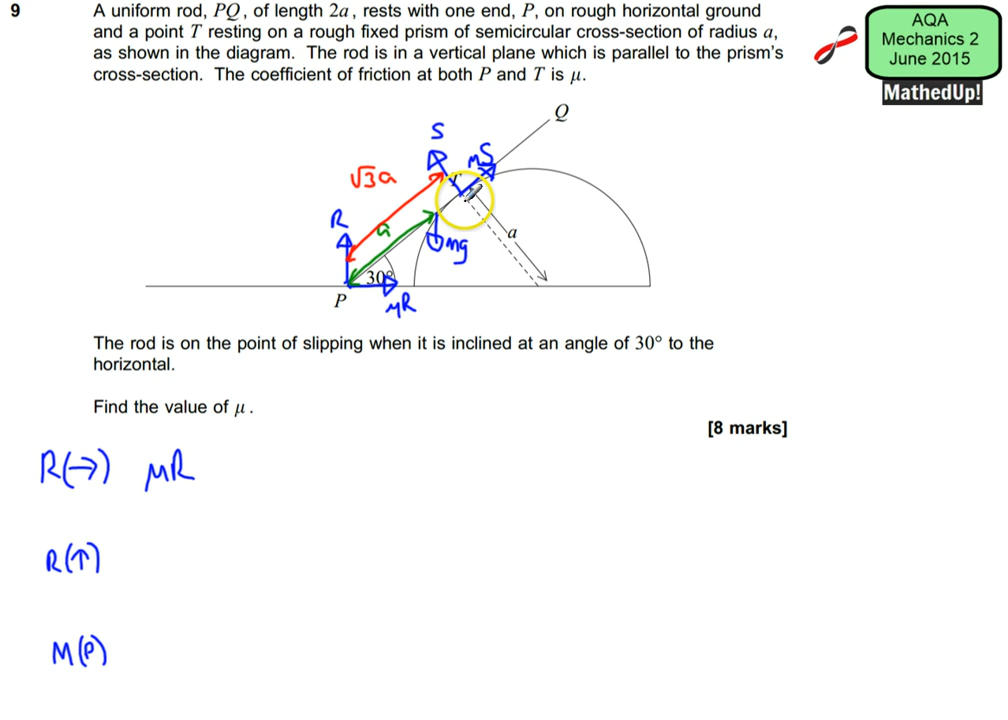 9 A uniform rod, PQ, of length 2a, rests with one end, P, on rough horizontal ground
and a point T resting on a rough fixed prism of semicircular cross-section of radius a,
as shown in the diagram. The rod is in a vertical plane which is parallel to the prism's
cross-section. The coefficient of friction at both P and T is μ.
AQA
Mechanics 2
June 2015
MathedUp!
Q
S
μS
√3a
R
a
a
mg
30°
P
μR
The rod is on the point of slipping when it is inclined at an angle of 30° to the
horizontal.
Find the value of μ.
[8 marks]
R(→) μR
R(↑)
M(P)